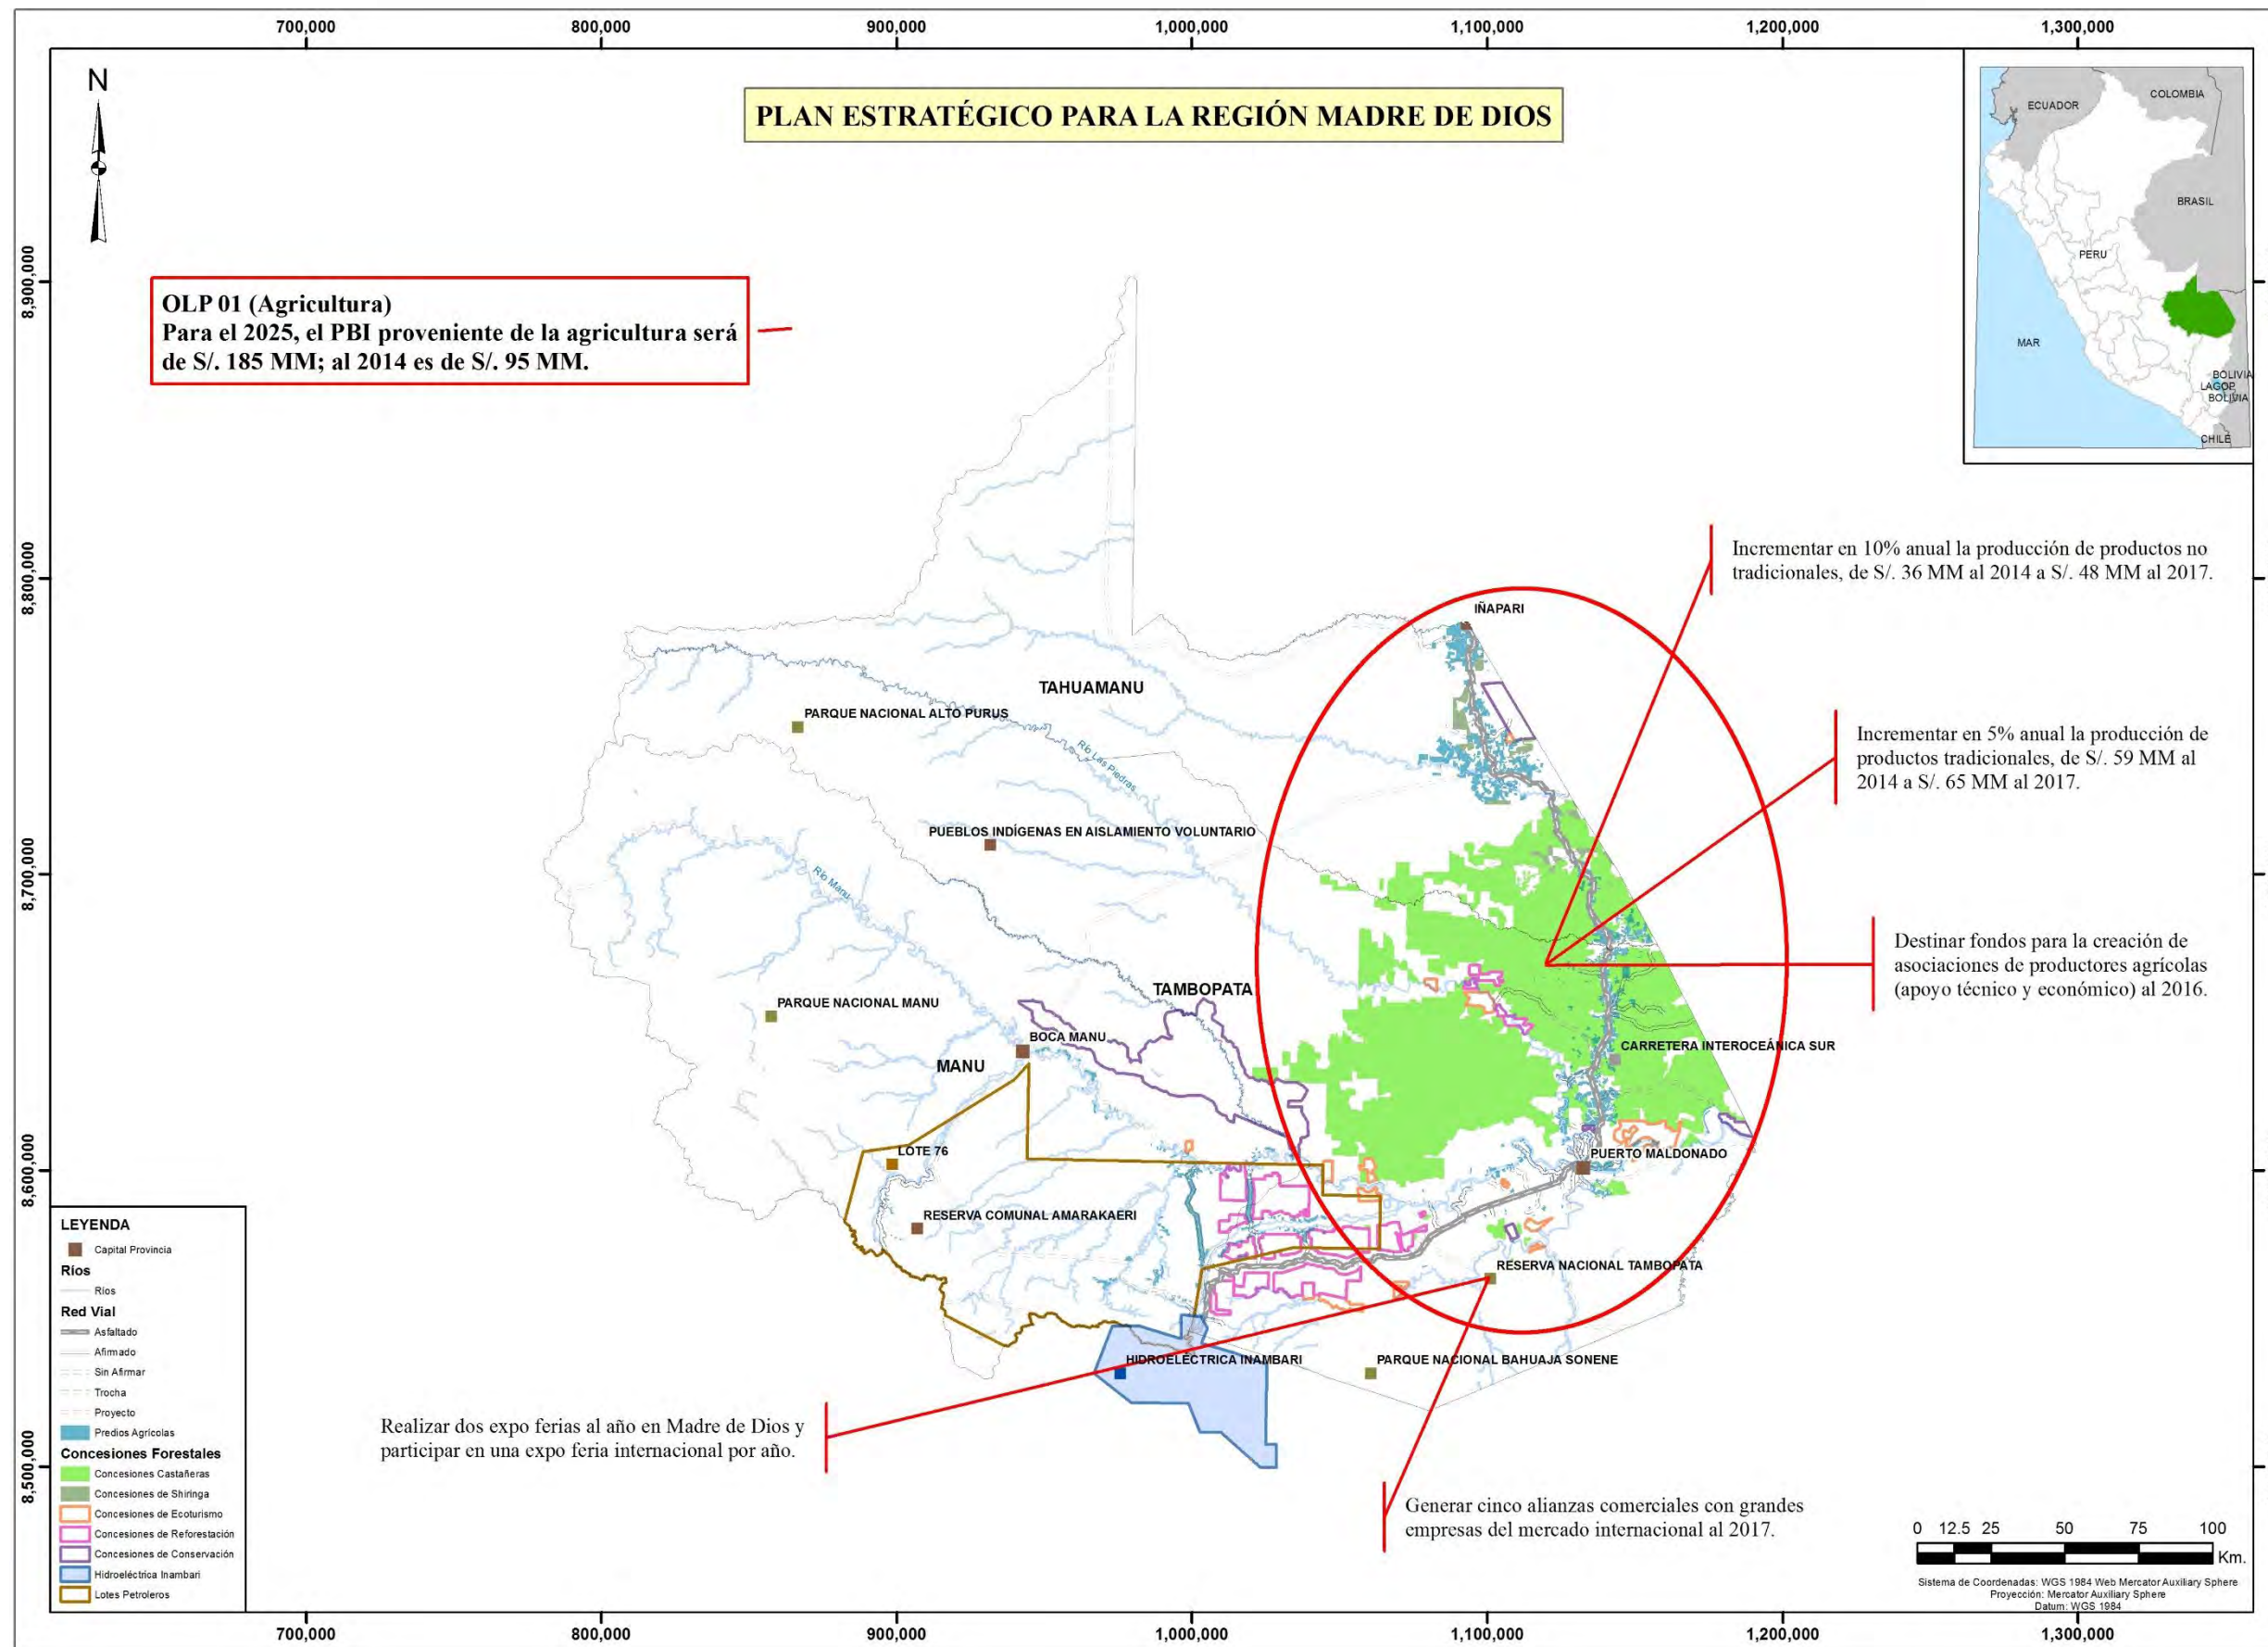 700,000 800,000 900,000 1,000,000 1,100,000 1,200,000 1,300,000
N
PLAN ESTRATÉGICO PARA LA REGIÓN MADRE DE DIOS
ECUADOR
COLOMBIA
BRASIL
PERU
MAR
BOLIVIA
LAGOP.
BOLIVIA
CHILE
8,900,000
8,800,000
8,700,000
8,600,000
8,500,000
OLP 01 (Agricultura)
Para el 2025, el PBI proveniente de la agricultura será
de S/. 185 MM; al 2014 es de S/. 95 MM.
Incrementar en 10% anual la producción de productos no
tradicionales, de S/. 36 MM al 2014 a S/. 48 MM al 2017.
IÑAPARI
TAHUAMANU
PARQUE NACIONAL ALTO PURUS
Río Las Piedras
Incrementar en 5% anual la producción de
productos tradicionales, de S/. 59 MM al
2014 a S/. 65 MM al 2017.
PUEBLOS INDÍGENAS EN AISLAMIENTO VOLUNTARIO
Río Manu
Destinar fondos para la creación de
asociaciones de productores agrícolas
(apoyo técnico y económico) al 2016.
TAMBOPATA
PARQUE NACIONAL MANU
BOCA MANU
CARRETERA INTEROCEÁNICA SUR
MANU
LOTE 76
PUERTO MALDONADO
RESERVA COMUNAL AMARAKAERI
RESERVA NACIONAL TAMBOPATA
HIDROELÉCTRICA INAMBARI
PARQUE NACIONAL BAHUAJA SONENE
Realizar dos expo ferias al año en Madre de Dios y
participar en una expo feria internacional por año.
Generar cinco alianzas comerciales con grandes
empresas del mercado internacional al 2017.
LEYENDA
Capital Provincia
Ríos
Ríos
Red Vial
Asfaltado
Afirmado
Sin Afirmar
Trocha
Proyecto
Predios Agrícolas
Concesiones Forestales
Concesiones Castañeras
Concesiones de Shiringa
Concesiones de Ecoturismo
Concesiones de Reforestación
Concesiones de Conservación
Hidroeléctrica Inambari
Lotes Petroleros
0 12.5 25 50 75 100
Km.
Sistema de Coordenadas: WGS 1984 Web Mercator Auxiliary Sphere
Proyección: Mercator Auxiliary Sphere
Datum: WGS 1984
700,000 800,000 900,000 1,000,000 1,100,000 1,200,000 1,300,000